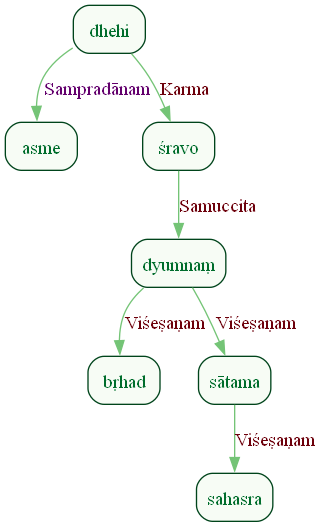 dhehi
Sampradānam Karma
asme śravo
Samuccita
dyumnaṃ
Viśeṣaṇam Viśeṣaṇam
bṛhad sātama
Viśeṣaṇam
sahasra